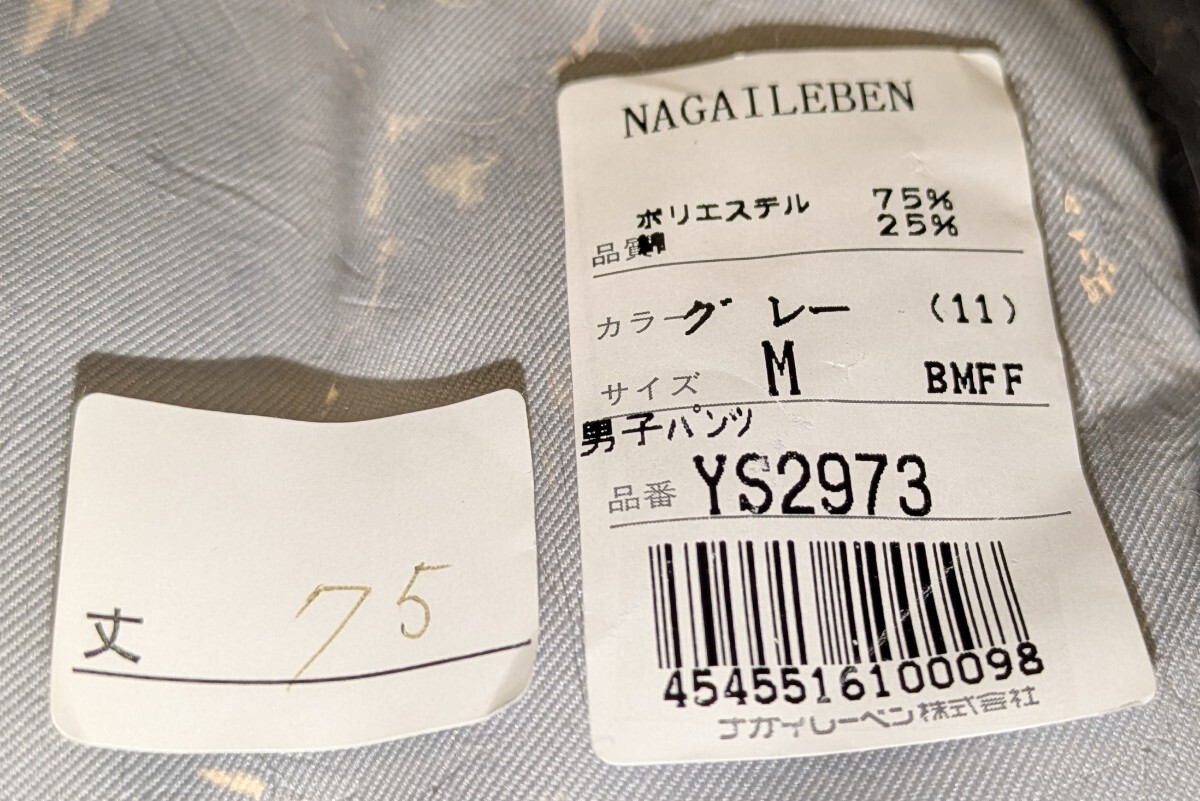 NAGAILEBEN
ポリエステル 75%
品質 綿 25%
カラー グレー (11)
サイズ M BMFF
男子パンツ
品番 YS2973
4545516100098
ナガイレーベン株式会社
丈 75